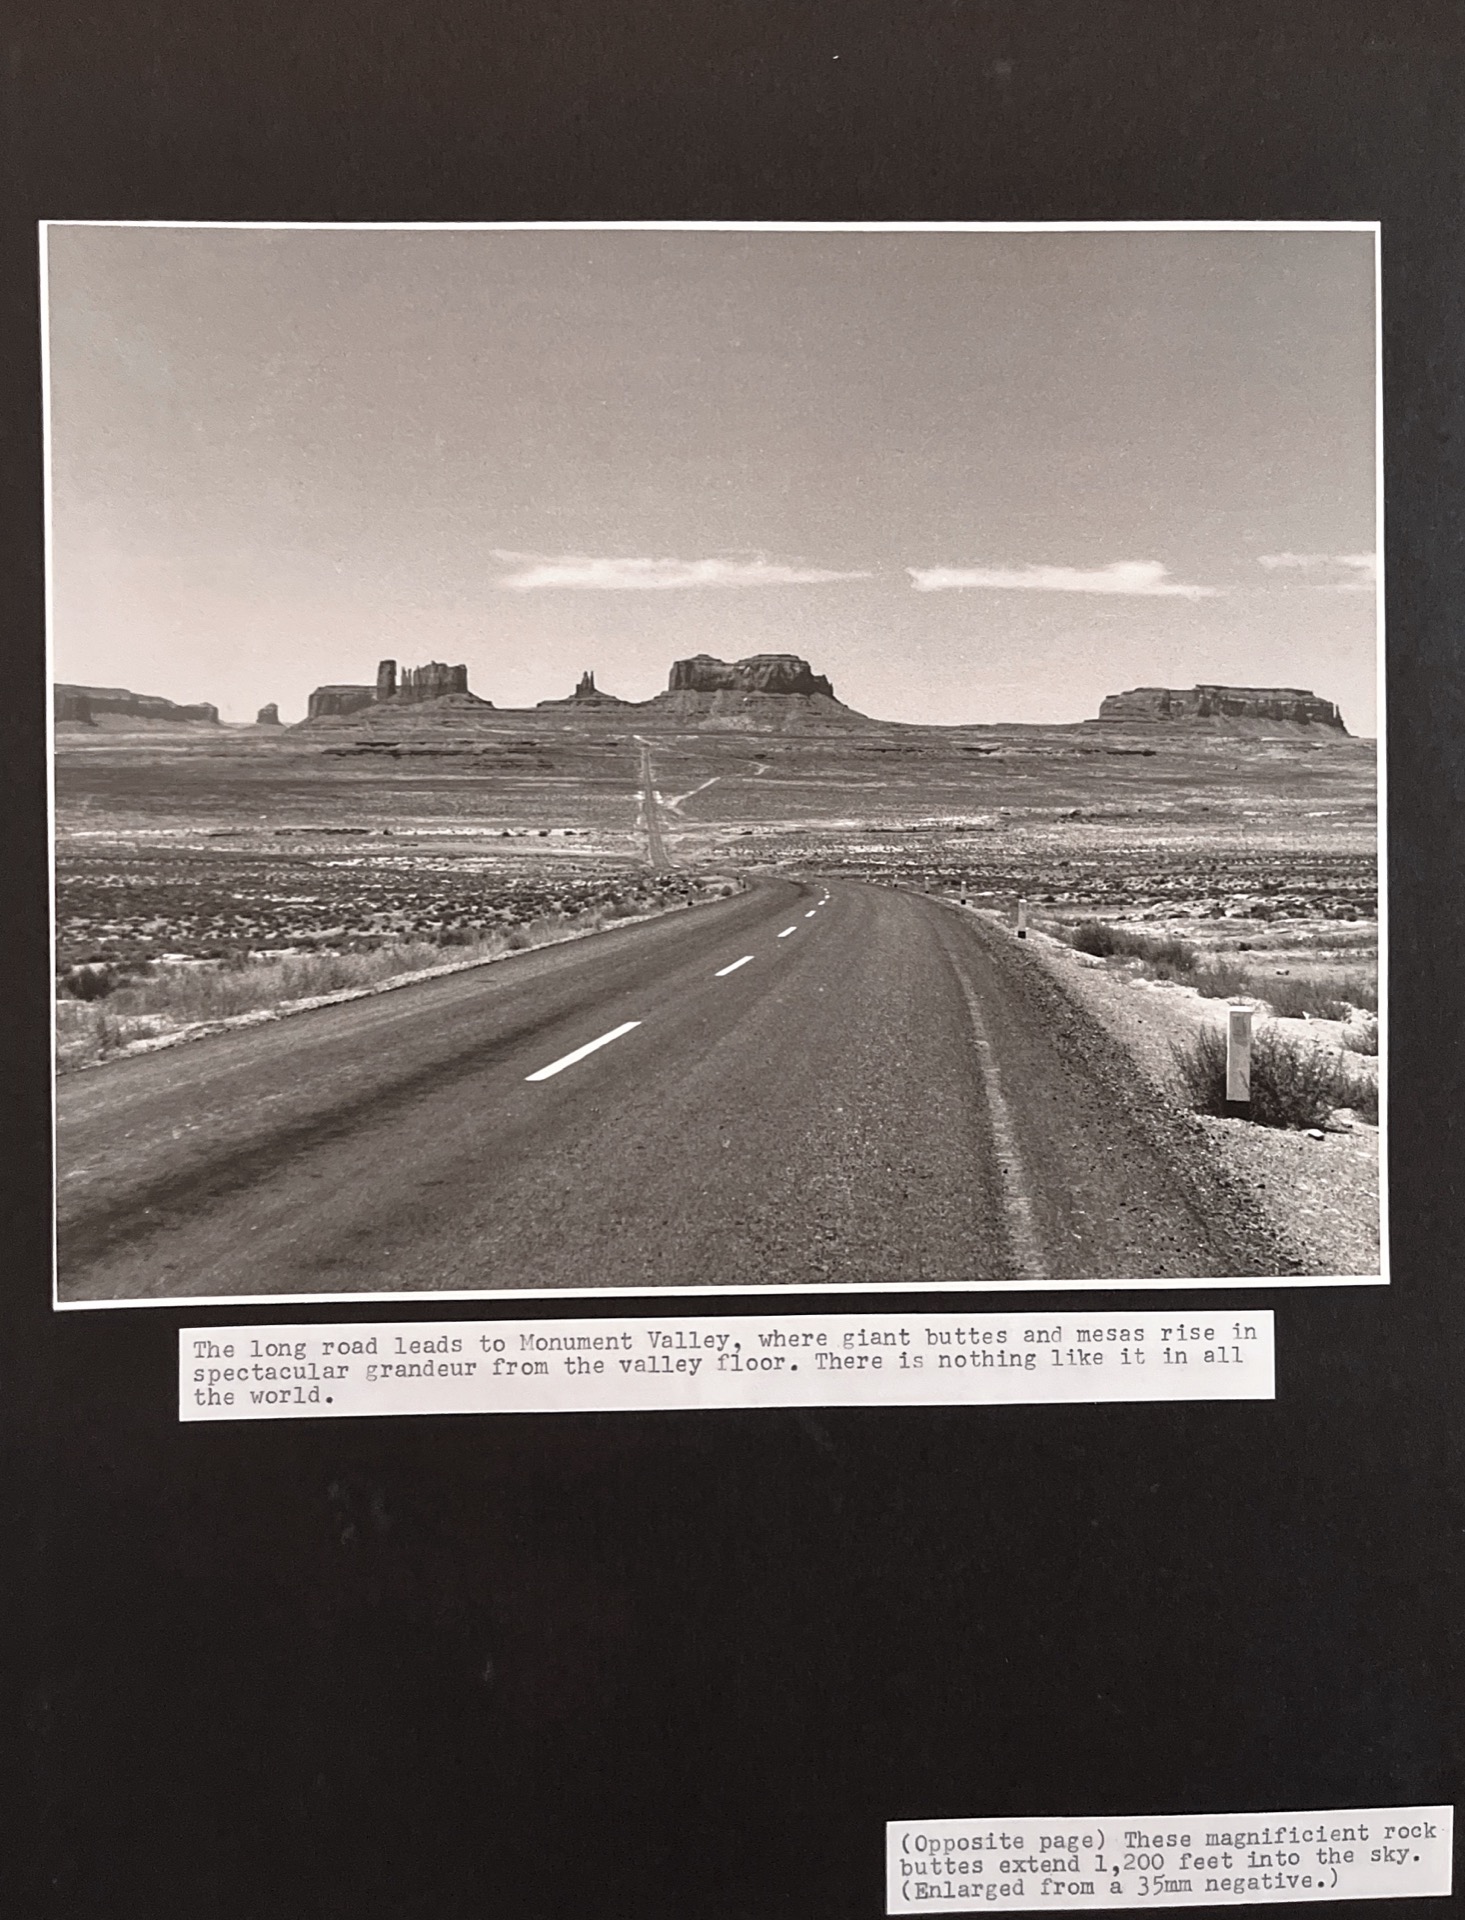 The long road leads to Monument Valley, where giant buttes and mesas rise in
spectacular grandeur from the valley floor. There is nothing like it in all
the world.
(Opposite page) These magnificient rock
buttes extend 1,200 feet into the sky.
(Enlarged from a 35mm negative.)